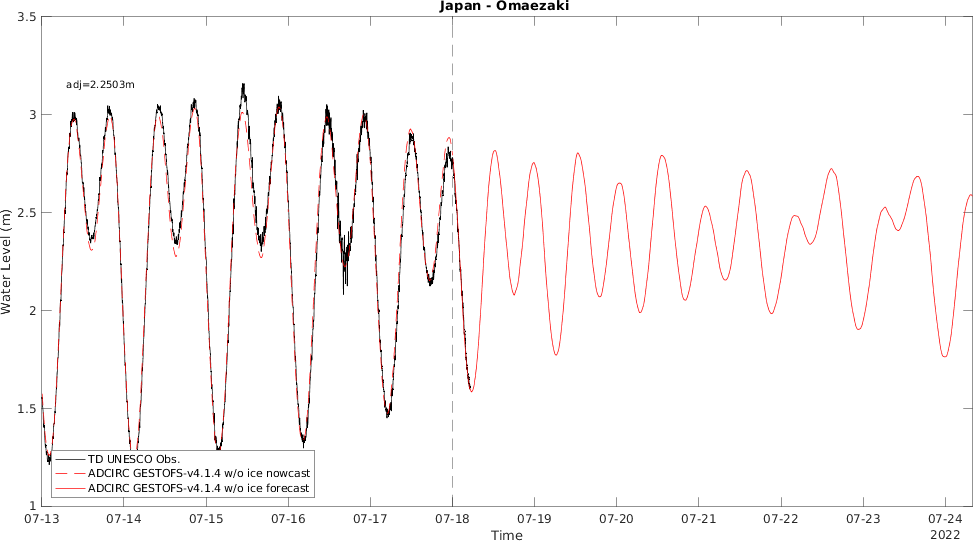 Japan - Omaezaki
3.5
3
2.5
2
1.5
1
Water Level (m)
adj=2.2503m
TD UNESCO Obs.
ADCIRC GESTOFS-v4.1.4 w/o ice nowcast
ADCIRC GESTOFS-v4.1.4 w/o ice forecast
07-13 07-14 07-15 07-16 07-17 07-18 07-19 07-20 07-21 07-22 07-23 07-24
Time
2022